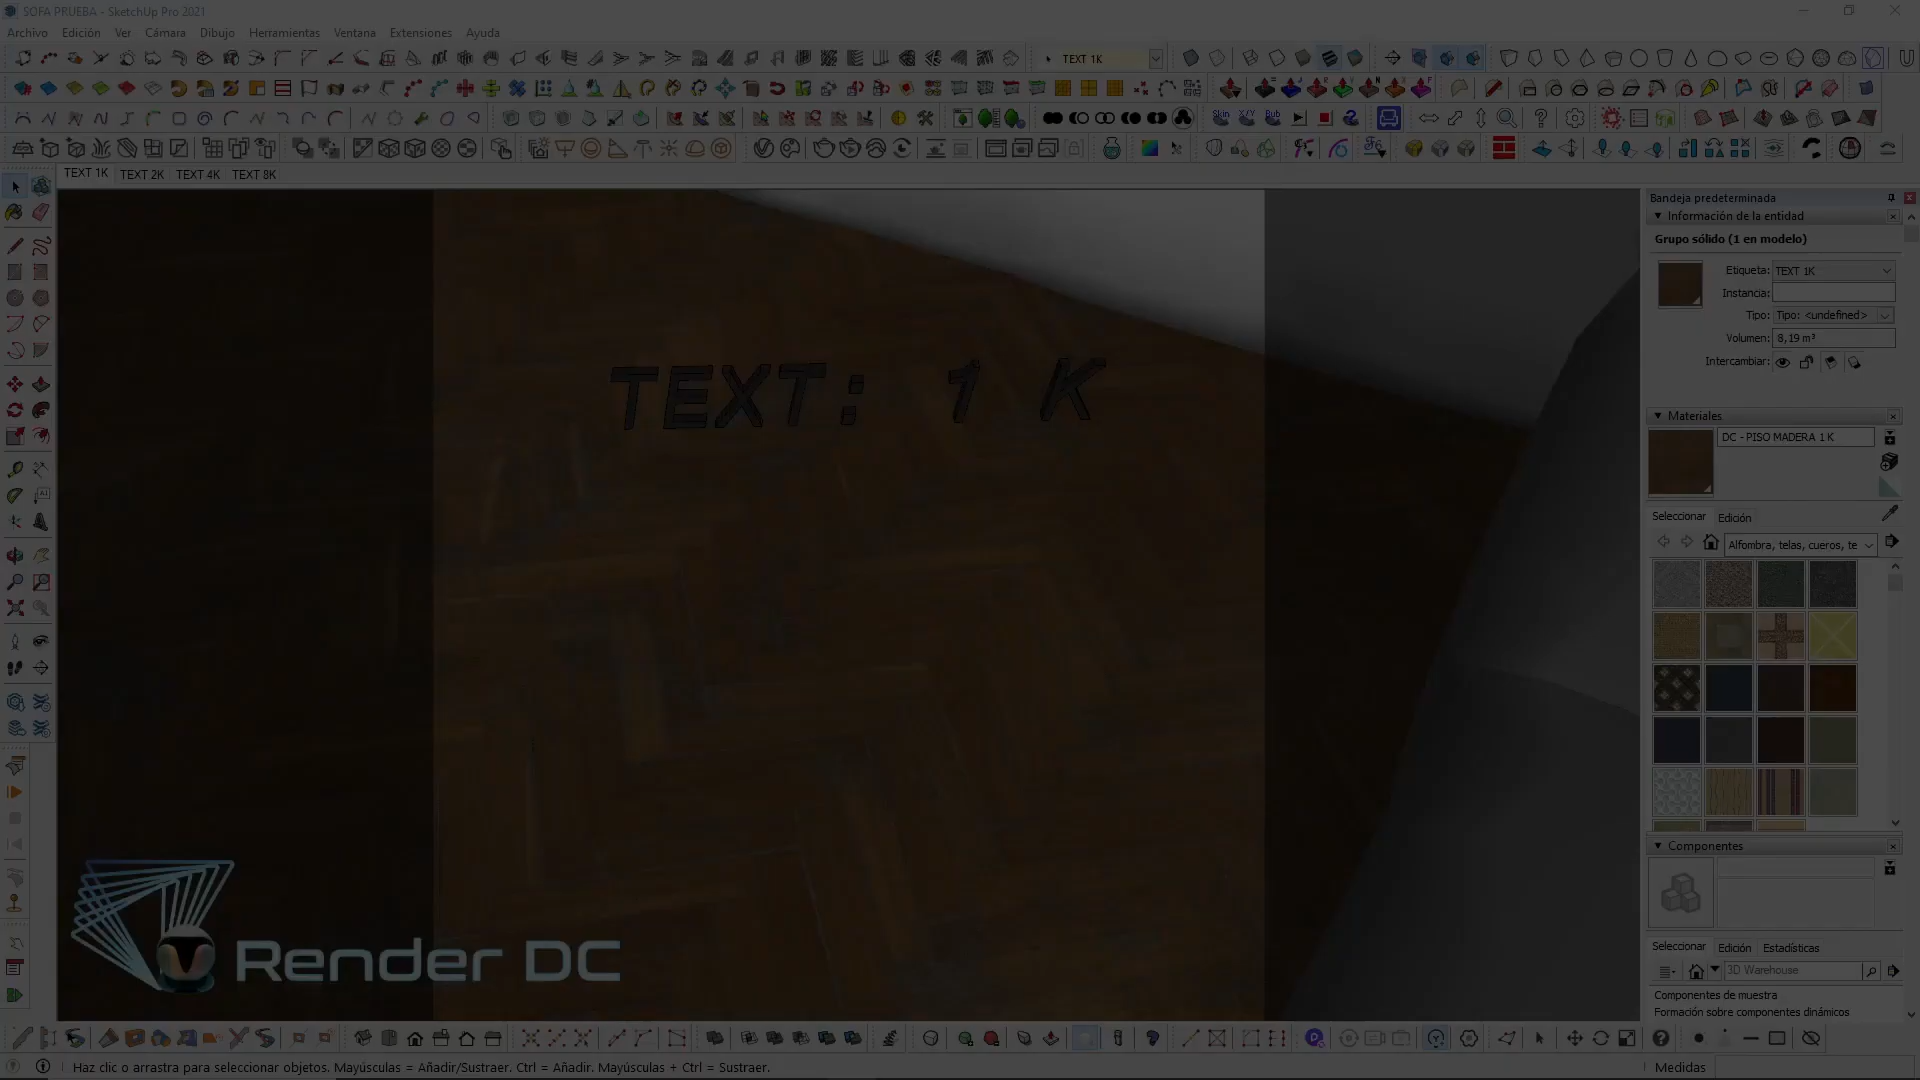 SOFA PRUEBA - SketchUp Pro 2021
Archivo Edición Ver Cámara Dibujo Herramientas Ventana Extensiones Ayuda
TEXT 1K
Skin X/Y Bub
TEXT 1K TEXT 2K TEXT 4K TEXT 8K
Bandeja predeterminada
Información de la entidad
Grupo sólido (1 en modelo)
Etiqueta: TEXT 1K
Instancia:
Tipo: Tipo: <undefined>
Volumen: 8,19 m³
Intercambiar:
TEXT: 1 K
Materiales
DC - PISO MADERA 1 K
Seleccionar Edición
Alfombra, telas, cueros, te
Componentes
Seleccionar Edición Estadísticas
3D Warehouse
Componentes de muestra
Formación sobre componentes dinámicos
Render DC
Haz clic o arrastra para seleccionar objetos. Mayúsculas = Añadir/Sustraer. Ctrl = Añadir. Mayúsculas + Ctrl = Sustraer.
Medidas